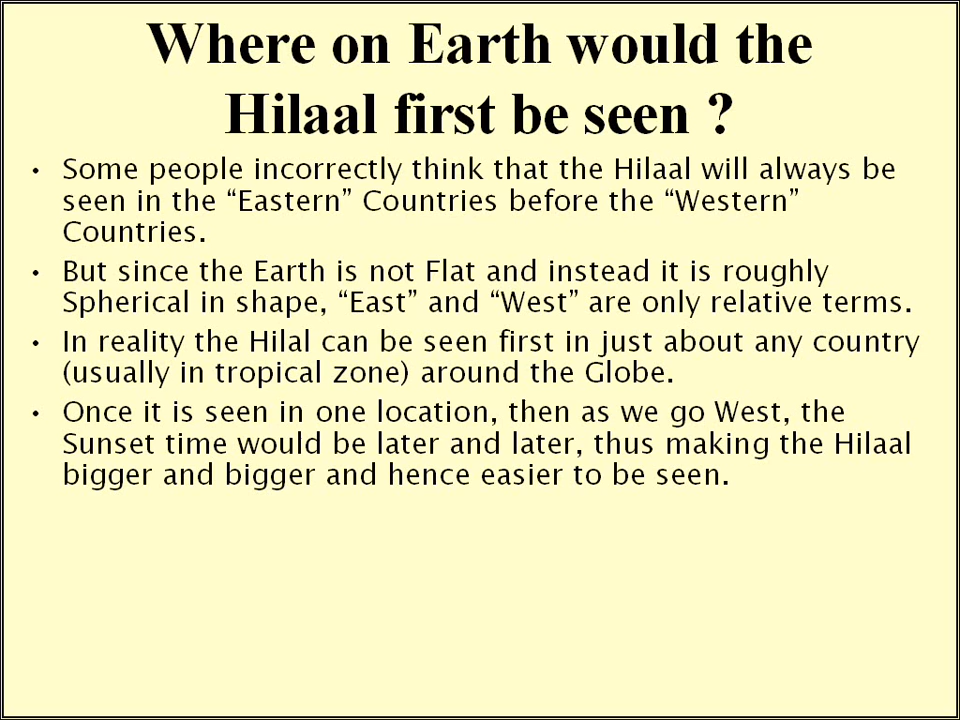 Where on Earth would the
Hilaal first be seen ?
• Some people incorrectly think that the Hilaal will always be
seen in the “Eastern” Countries before the “Western”
Countries.
• But since the Earth is not Flat and instead it is roughly
Spherical in shape, “East” and “West” are only relative terms.
• In reality the Hilal can be seen first in just about any country
(usually in tropical zone) around the Globe.
• Once it is seen in one location, then as we go West, the
Sunset time would be later and later, thus making the Hilaal
bigger and bigger and hence easier to be seen.